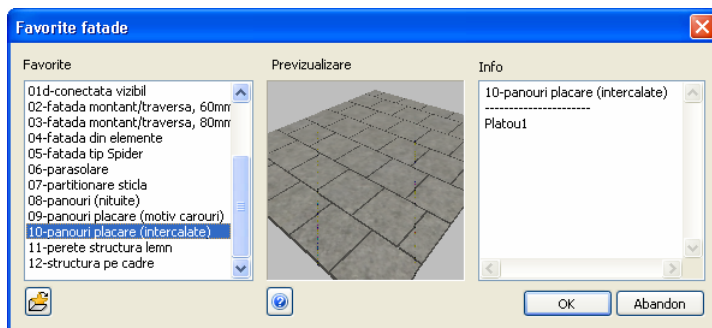 Favorite fatade
Favorite
Previzualizare
Info
01d-conectata vizibil
02-fatada montant/traversa, 60mm
03-fatada montant/traversa, 80mm
04-fatada din elemente
05-fatada tip Spider
06-parasolare
07-partitionare sticla
08-panouri (nituite)
09-panouri placare (motiv carouri)
10-panouri placare (intercalate)
11-perete structura lemn
12-structura pe cadre
10-panouri placare (intercalate)
----------------------
Platou1
OK
Abandon